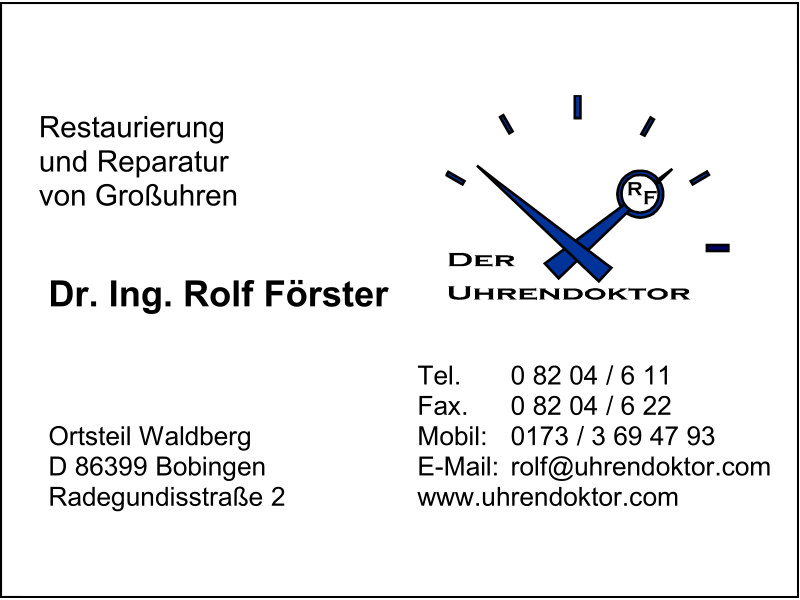 Restaurierung
und Reparatur
von Großuhren
R
F
DER
UHRENDOKTOR
Dr. Ing. Rolf Förster
Ortsteil Waldberg
D 86399 Bobingen
Radegundisstraße 2
Tel. 0 82 04 / 6 11
Fax. 0 82 04 / 6 22
Mobil: 0173 / 3 69 47 93
E-Mail: rolf@uhrendoktor.com
www.uhrendoktor.com